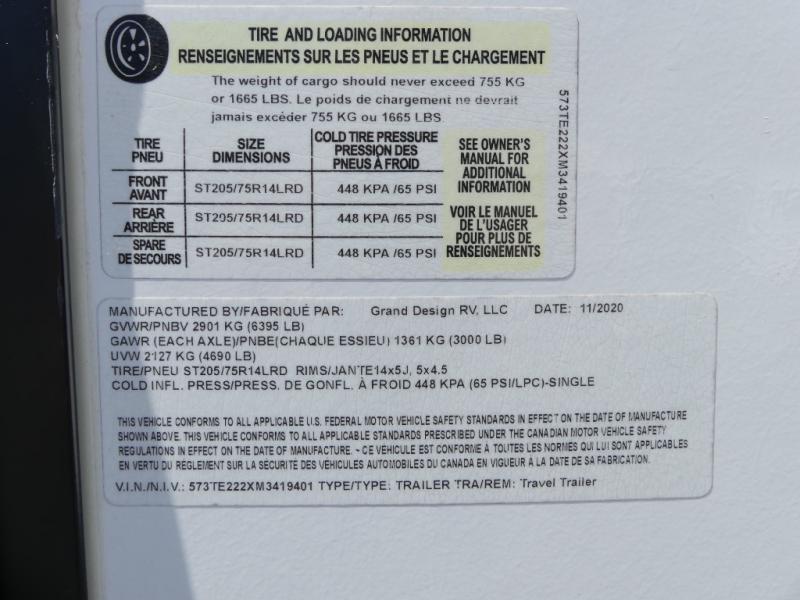 TIRE AND LOADING INFORMATION
RENSEIGNEMENTS SUR LES PNEUS ET LE CHARGEMENT
The weight of cargo should never exceed 755 KG
or 1665 LBS. Le poids de chargement ne devrait
jamais excéder 755 KG ou 1665 LBS.
TIRE PNEU SIZE DIMENSIONS COLD TIRE PRESSURE PRESSION DES PNEUS À FROID
FRONT AVANT ST205/75R14LRD 448 KPA /65 PSI
REAR ARRIÈRE ST205/75R14LRD 448 KPA /65 PSI
SPARE DE SECOURS ST205/75R14LRD 448 KPA /65 PSI
SEE OWNER'S
MANUAL FOR
ADDITIONAL
INFORMATION
VOIR LE MANUEL
DE L'USAGER
POUR PLUS DE
RENSEIGNEMENTS
573TE222XM3419401
MANUFACTURED BY/FABRIQUÉ PAR: Grand Design RV, LLC DATE: 11/2020
GVWR/PNBV 2901 KG (6395 LB)
GAWR (EACH AXLE)/PNBE(CHAQUE ESSIEU) 1361 KG (3000 LB)
UVW 2127 KG (4690 LB)
TIRE/PNEU ST205/75R14LRD RIMS/JANTE14x5J, 5x4.5
COLD INFL. PRESS/PRESS. DE GONFL. À FROID 448 KPA (65 PSI/LPC)-SINGLE
THIS VEHICLE CONFORMS TO ALL APPLICABLE U.S. FEDERAL MOTOR VEHICLE SAFETY STANDARDS IN EFFECT ON THE DATE OF MANUFACTURE
SHOWN ABOVE. THIS VEHICLE CONFORMS TO ALL APPLICABLE STANDARDS PRESCRIBED UNDER THE CANADIAN MOTOR VEHICLE SAFETY
REGULATIONS IN EFFECT ON THE DATE OF MANUFACTURE. - CE VEHICULE EST CONFORME A TOUTES LES NORMES QUI LUI SONT APPLICABLES
EN VERTU DU REGLEMENT SUR LA SECURITE DES VEHICULES AUTOMOBILES DU CANADA EN VIGUEUR A LA DATE DE SA FABRICATION.
V.I.N./N.I.V.: 573TE222XM3419401 TYPE/TYPE: TRAILER TRA/REM: Travel Trailer